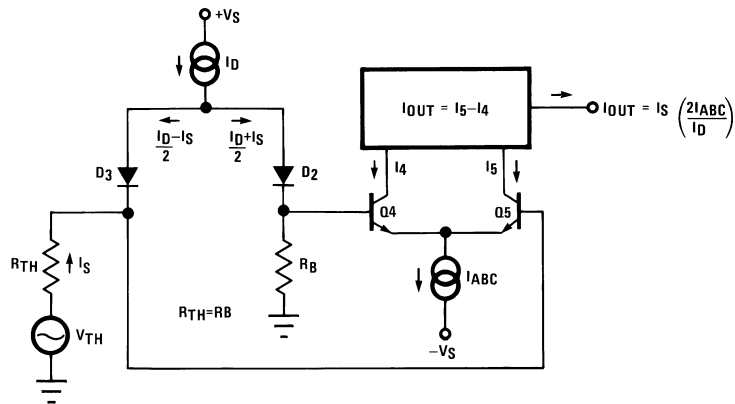 +VS
ID
ID/2 – IS
ID/2 + IS
IOUT = I5–I4
IOUT = IS (2IABC/ID)
D3
D2
I4
I5
Q4
Q5
RTH
IS
RB
IABC
RTH=RB
VTH
–VS